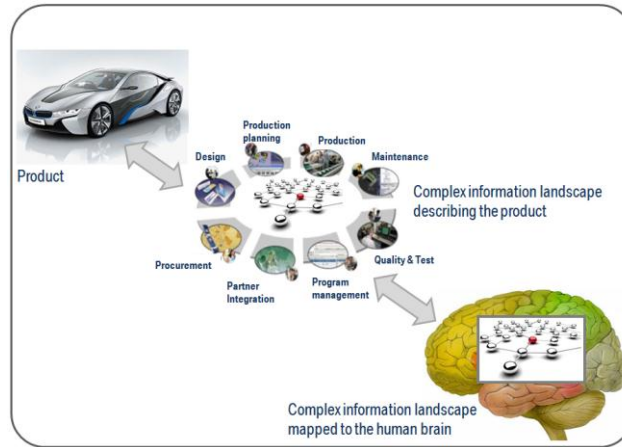 Production
planning
Production
Design
Maintenance
Product
Complex information landscape
describing the product
Procurement
Quality & Test
Partner
Integration
Program
management
Complex information landscape
mapped to the human brain